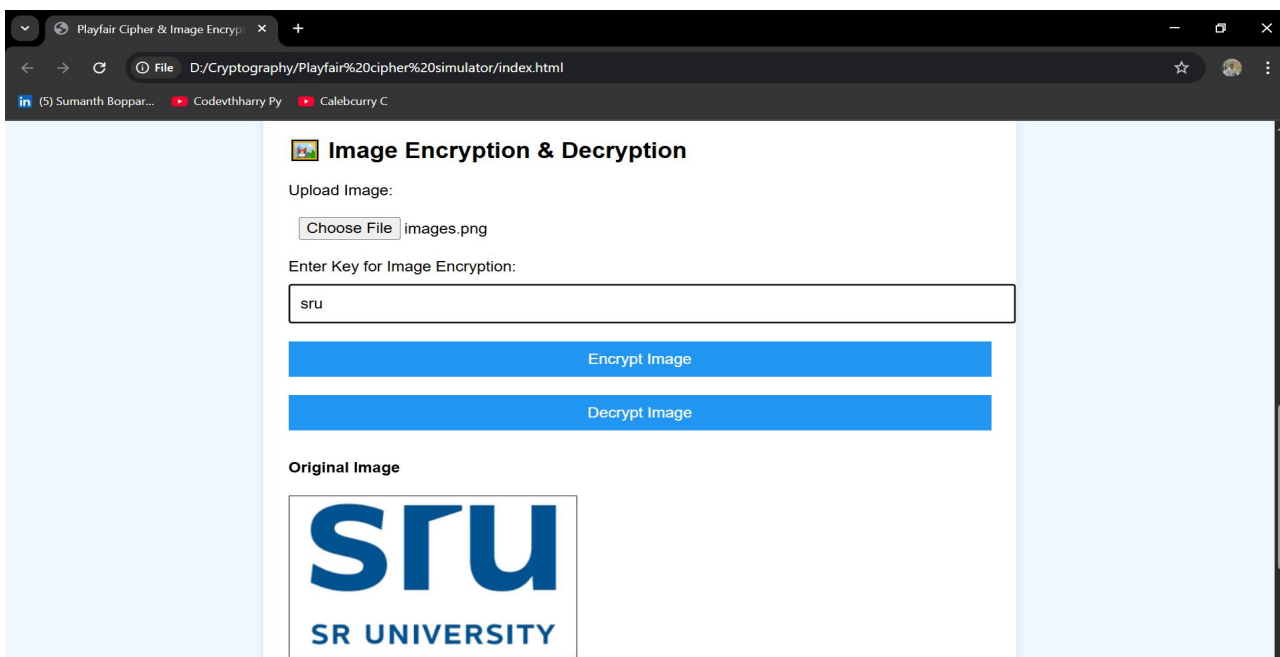 Playfair Cipher & Image Encrypt
File D:/Cryptography/Playfair%20cipher%20simulator/index.html
in (5) Sumanth Boppar... Codevthharry Py Calebcurry C
Image Encryption & Decryption
Upload Image:
Choose File images.png
Enter Key for Image Encryption:
sru
Encrypt Image
Decrypt Image
Original Image
sru
SR UNIVERSITY